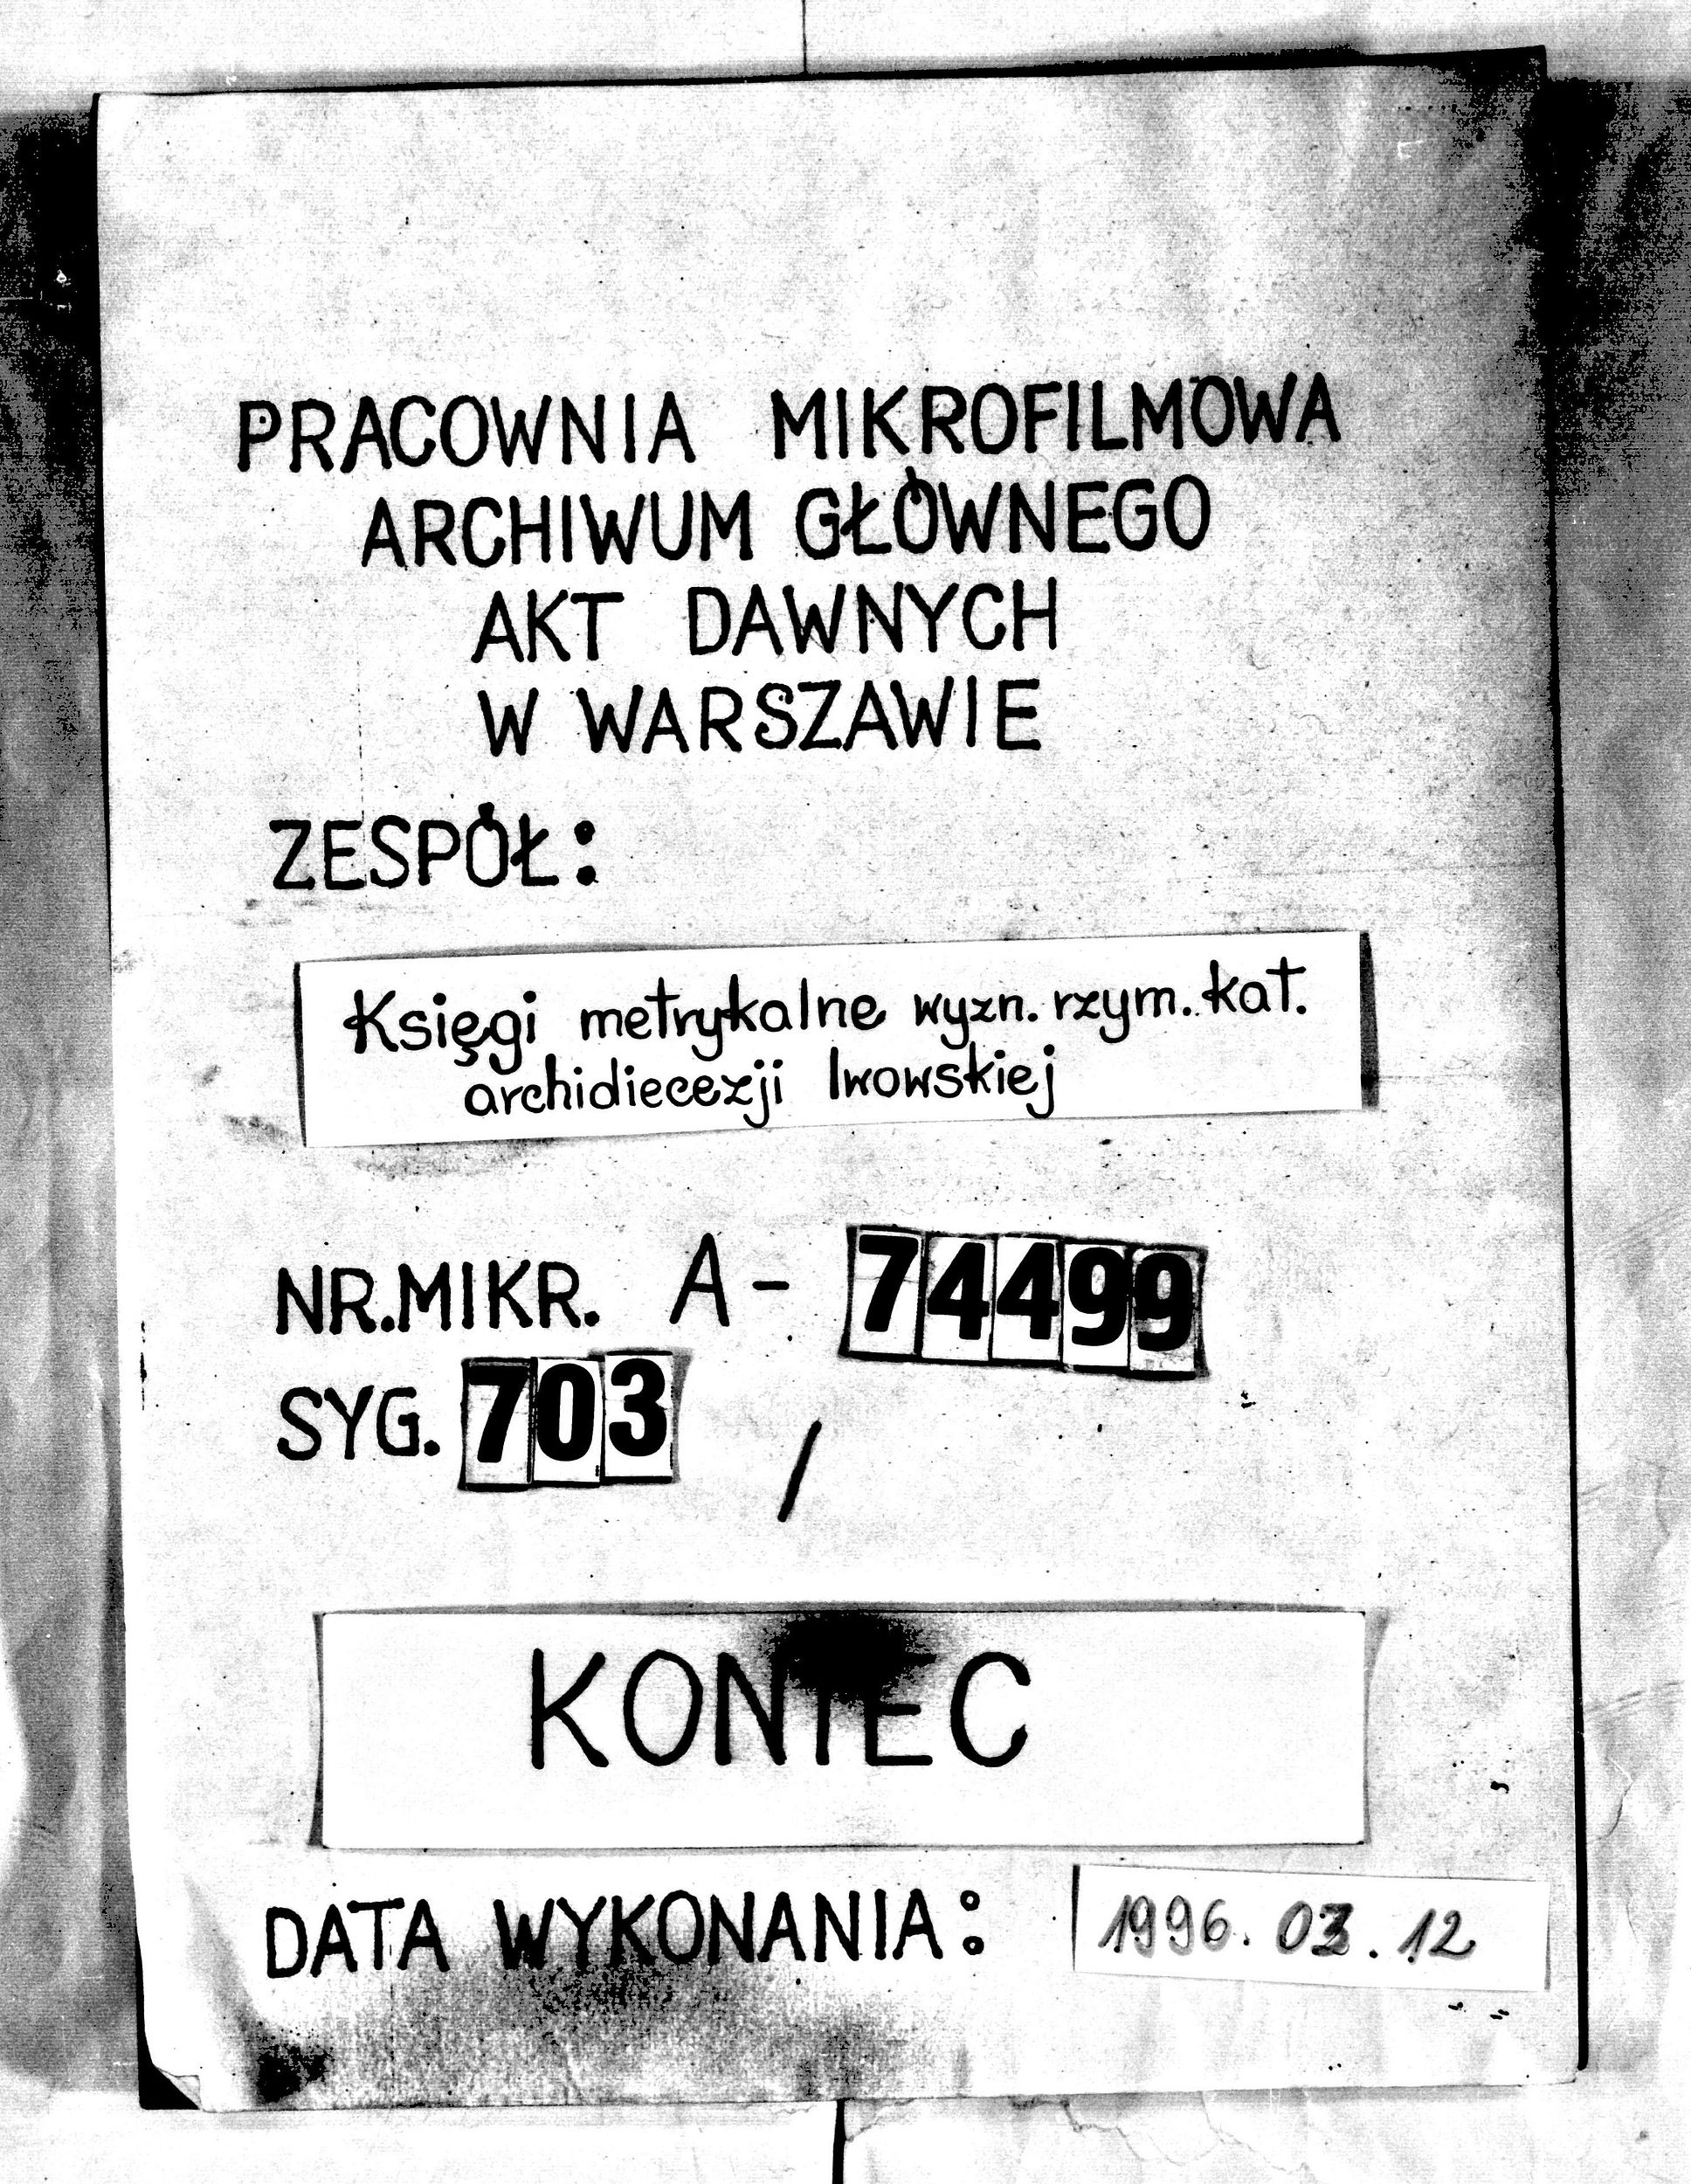 PRACOWNIA MIKROFILMOWA
ARCHIWUM GŁÓWNEGO
AKT DAWNYCH
W WARSZAWIE
ZESPÓŁ:
Księgi metrykalne wyzn. rzym. kat.
archidiecezji lwowskiej
NR.MIKR. A- 74499
SYG. 703 /
KONIEC
DATA WYKONANIA: 1996.03.12